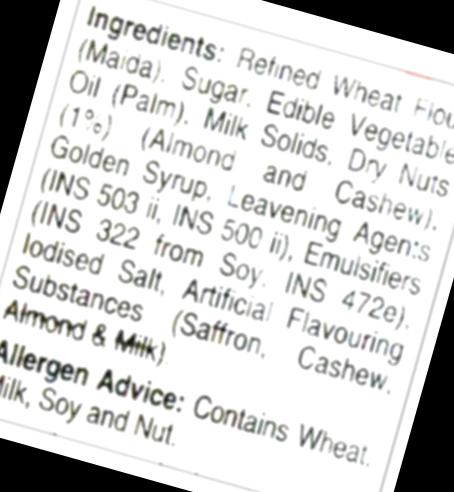 Ingredients: Refined Wheat Flou
(Maida). Sugar. Edible Vegetable
Oil (Palm). Milk Solids, Dry Nuts
(1%) (Almond and Cashew).
Golden Syrup, Leavening Agents
(INS 503 ii, INS 500 ii), Emulsifiers
(INS 322 from Soy. INS 472e).
Iodised Salt, Artificial Flavouring
Substances (Saffron, Cashew.
Almond & Milk)
Allergen Advice: Contains Wheat.
Milk, Soy and Nut.